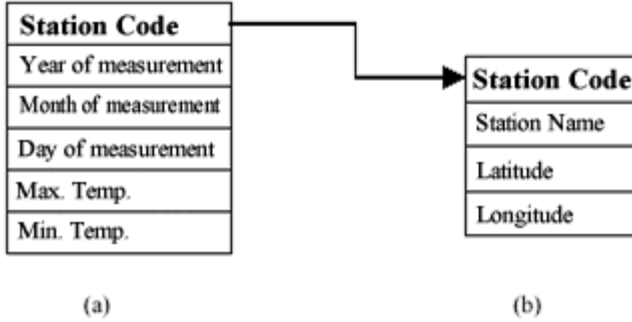 Station Code
Year of measurement
Month of measurement
Day of measurement
Max. Temp.
Min. Temp.
(a)
Station Code
Station Name
Latitude
Longitude
(b)